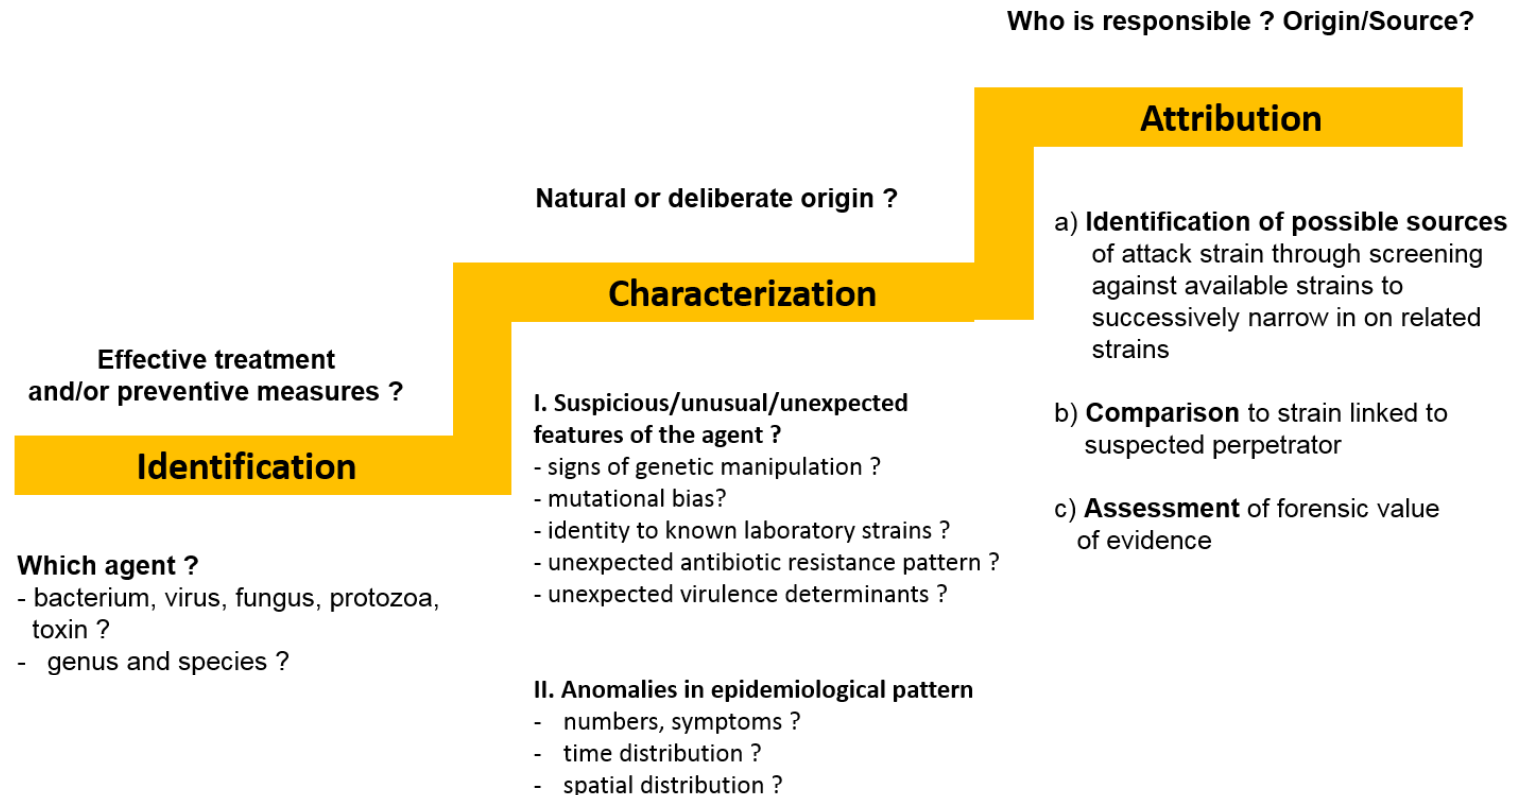 Who is responsible ? Origin/Source?
Attribution
a) Identification of possible sources
of attack strain through screening
against available strains to
successively narrow in on related
strains
b) Comparison to strain linked to
suspected perpetrator
c) Assessment of forensic value
of evidence
Natural or deliberate origin ?
Characterization
I. Suspicious/unusual/unexpected
features of the agent ?
- signs of genetic manipulation ?
- mutational bias?
- identity to known laboratory strains ?
- unexpected antibiotic resistance pattern ?
- unexpected virulence determinants ?
II. Anomalies in epidemiological pattern
- numbers, symptoms ?
- time distribution ?
- spatial distribution ?
Effective treatment
and/or preventive measures ?
Identification
Which agent ?
- bacterium, virus, fungus, protozoa,
toxin ?
- genus and species ?